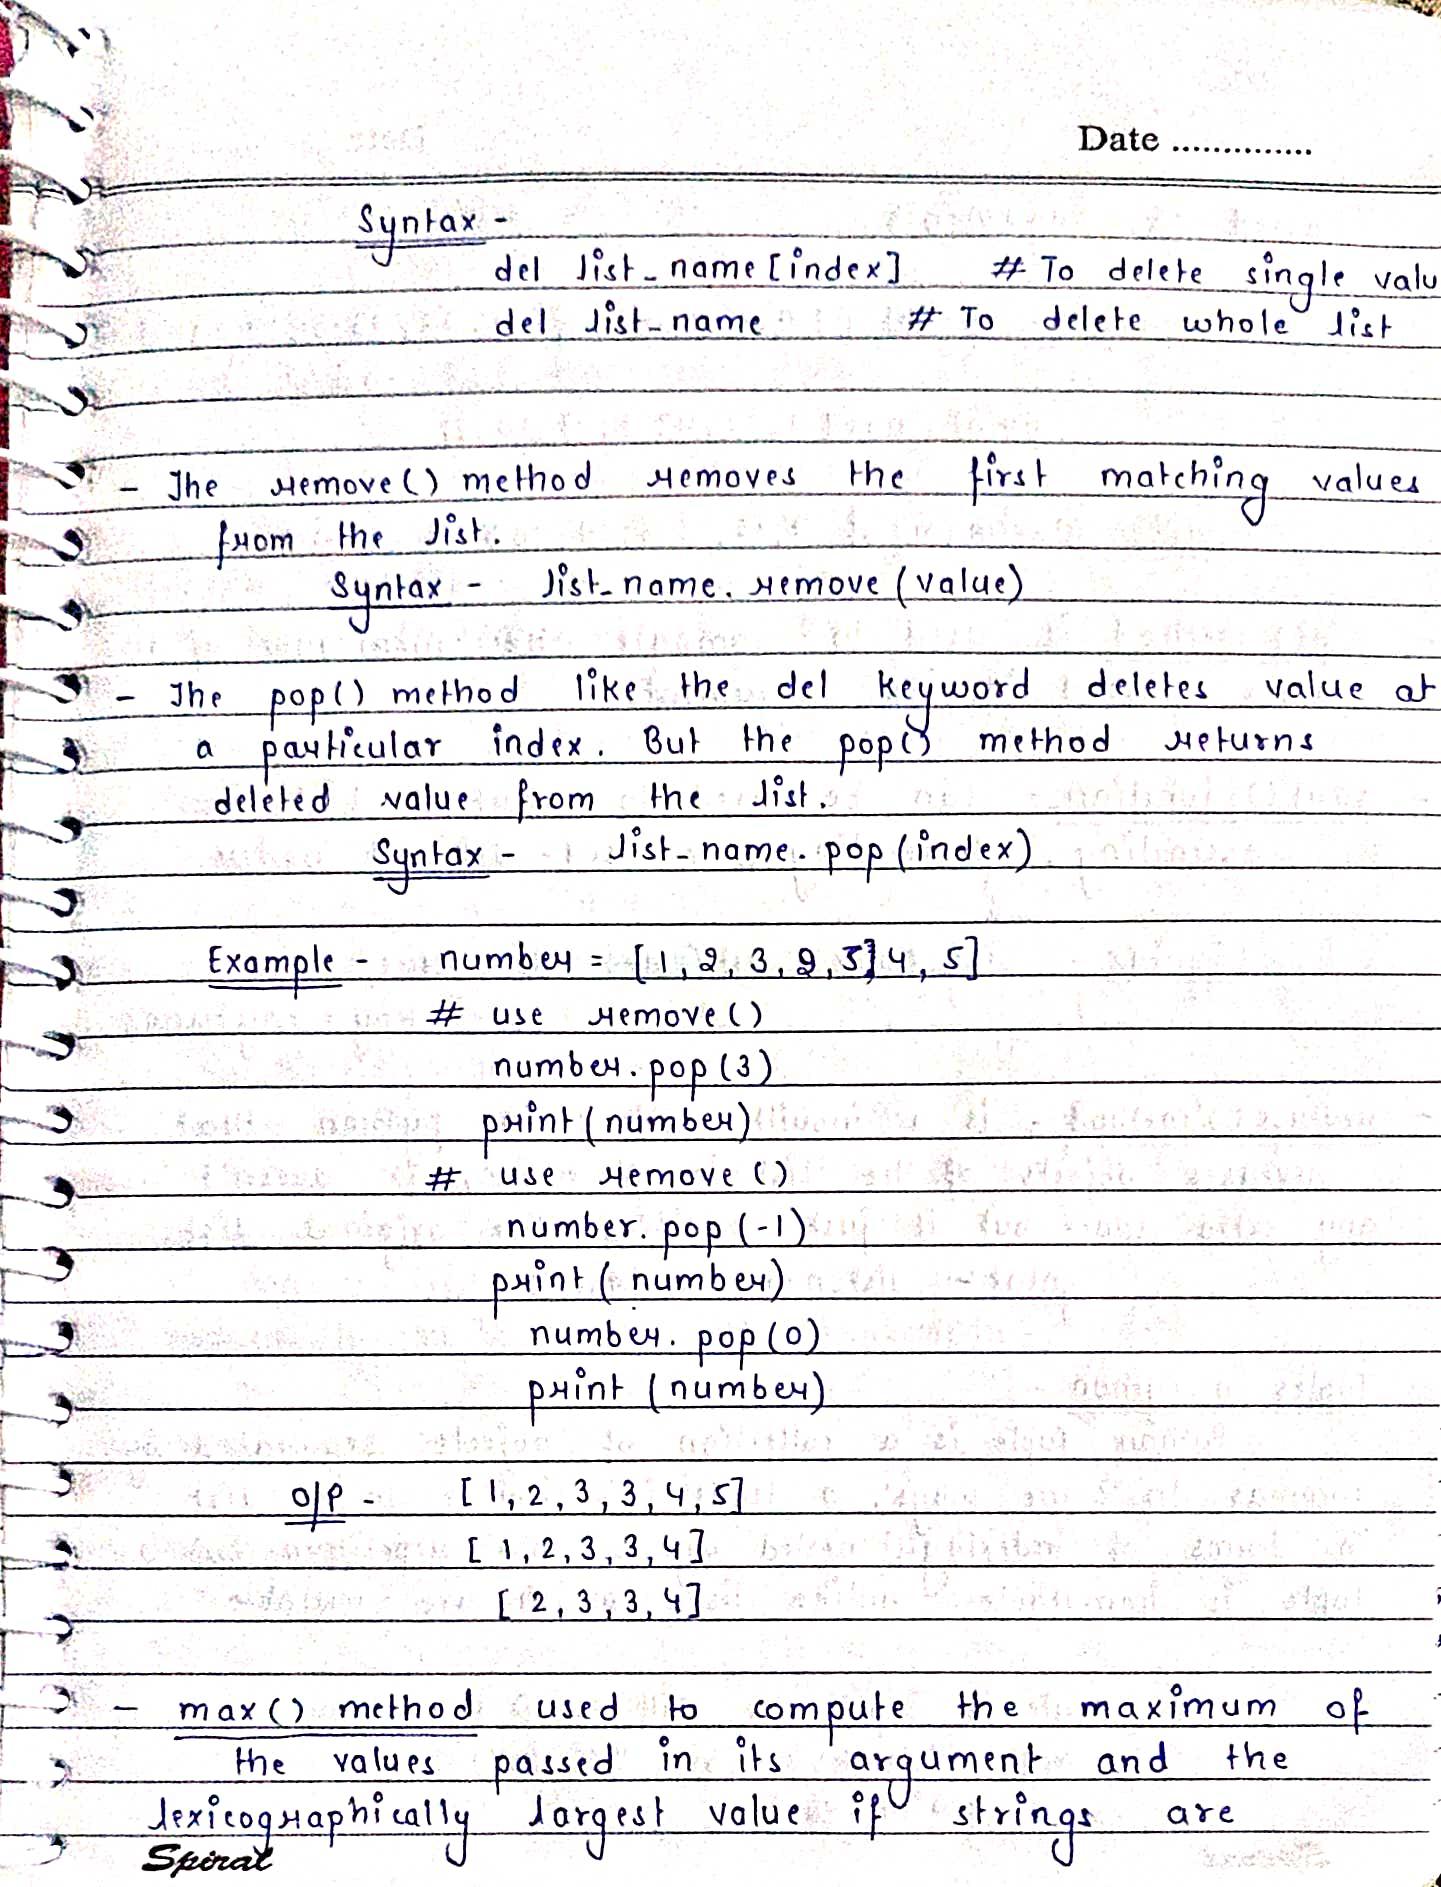 Date ..............
Syntax -
del list_name [index] # To delete single valu
del list_name # To delete whole list
- The remove() method removes the first matching values
from the list.
Syntax - list_name. remove (value)
- The pop() method like the del keyword deletes value at
a particular index. But the pop() method returns
deleted value from the list.
Syntax - list_name. pop (index)
Example - number = [1, 2, 3, 2, 3] 4, 5]
# use remove()
number. pop (3)
print (number)
# use remove ()
number. pop (-1)
print ( number)
number. pop (0)
print (number)
O/P - [ 1, 2, 3, 3, 4, 5]
[ 1, 2, 3, 3, 4]
[ 2, 3, 3, 4]
- max() method used to compute the maximum of
the values passed in its argument and the
lexicographically largest value if strings are
Spiral